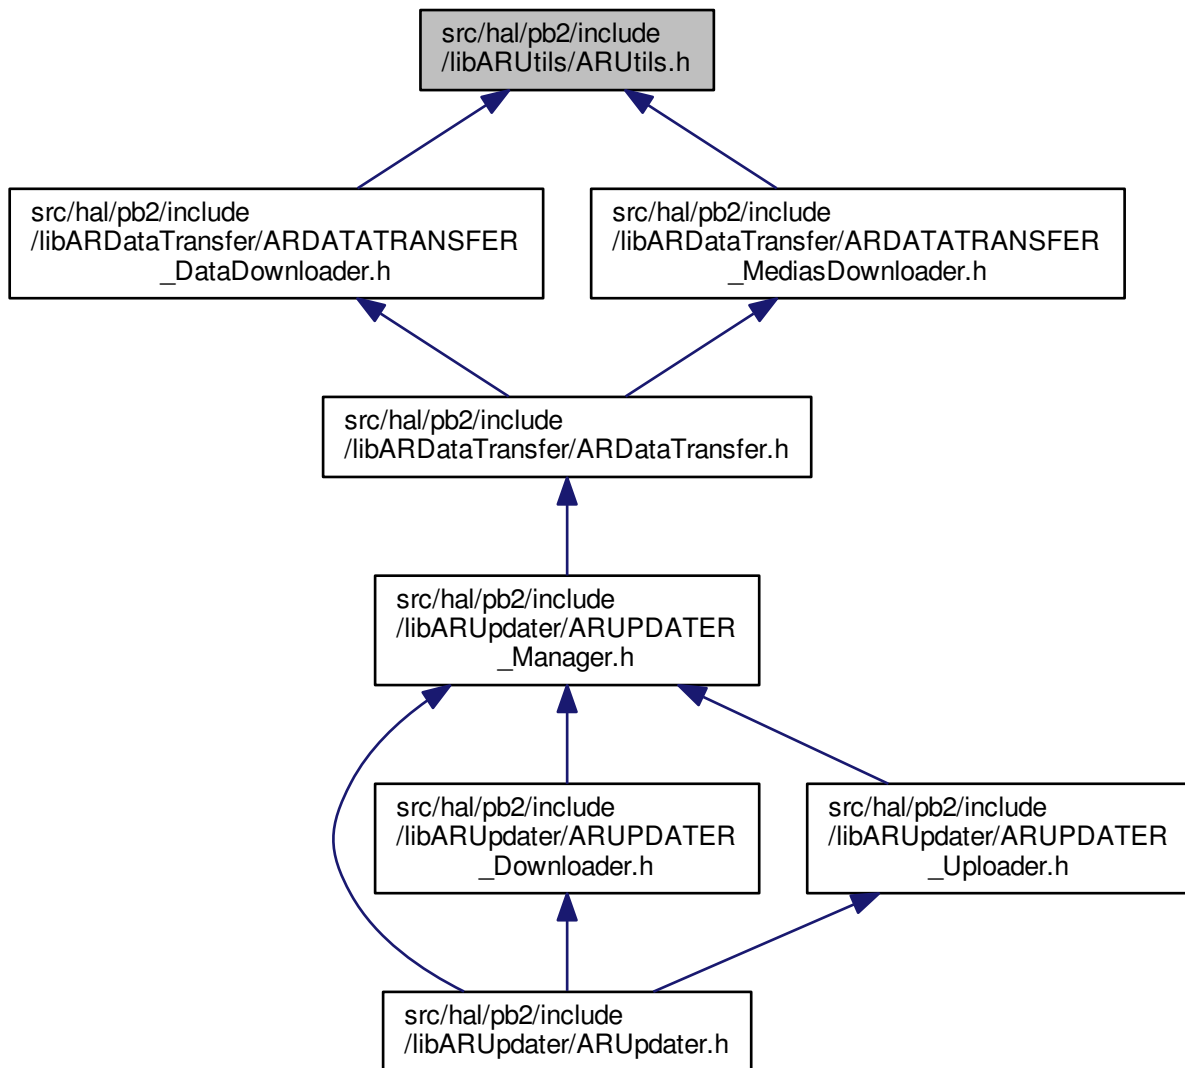 src/hal/pb2/include
/libARUtils/ARUtils.h
src/hal/pb2/include
/libARDataTransfer/ARDATATRANSFER
_DataDownloader.h
src/hal/pb2/include
/libARDataTransfer/ARDATATRANSFER
_MediasDownloader.h
src/hal/pb2/include
/libARDataTransfer/ARDataTransfer.h
src/hal/pb2/include
/libARUpdater/ARUPDATER
_Manager.h
src/hal/pb2/include
/libARUpdater/ARUPDATER
_Downloader.h
src/hal/pb2/include
/libARUpdater/ARUPDATER
_Uploader.h
src/hal/pb2/include
/libARUpdater/ARUpdater.h